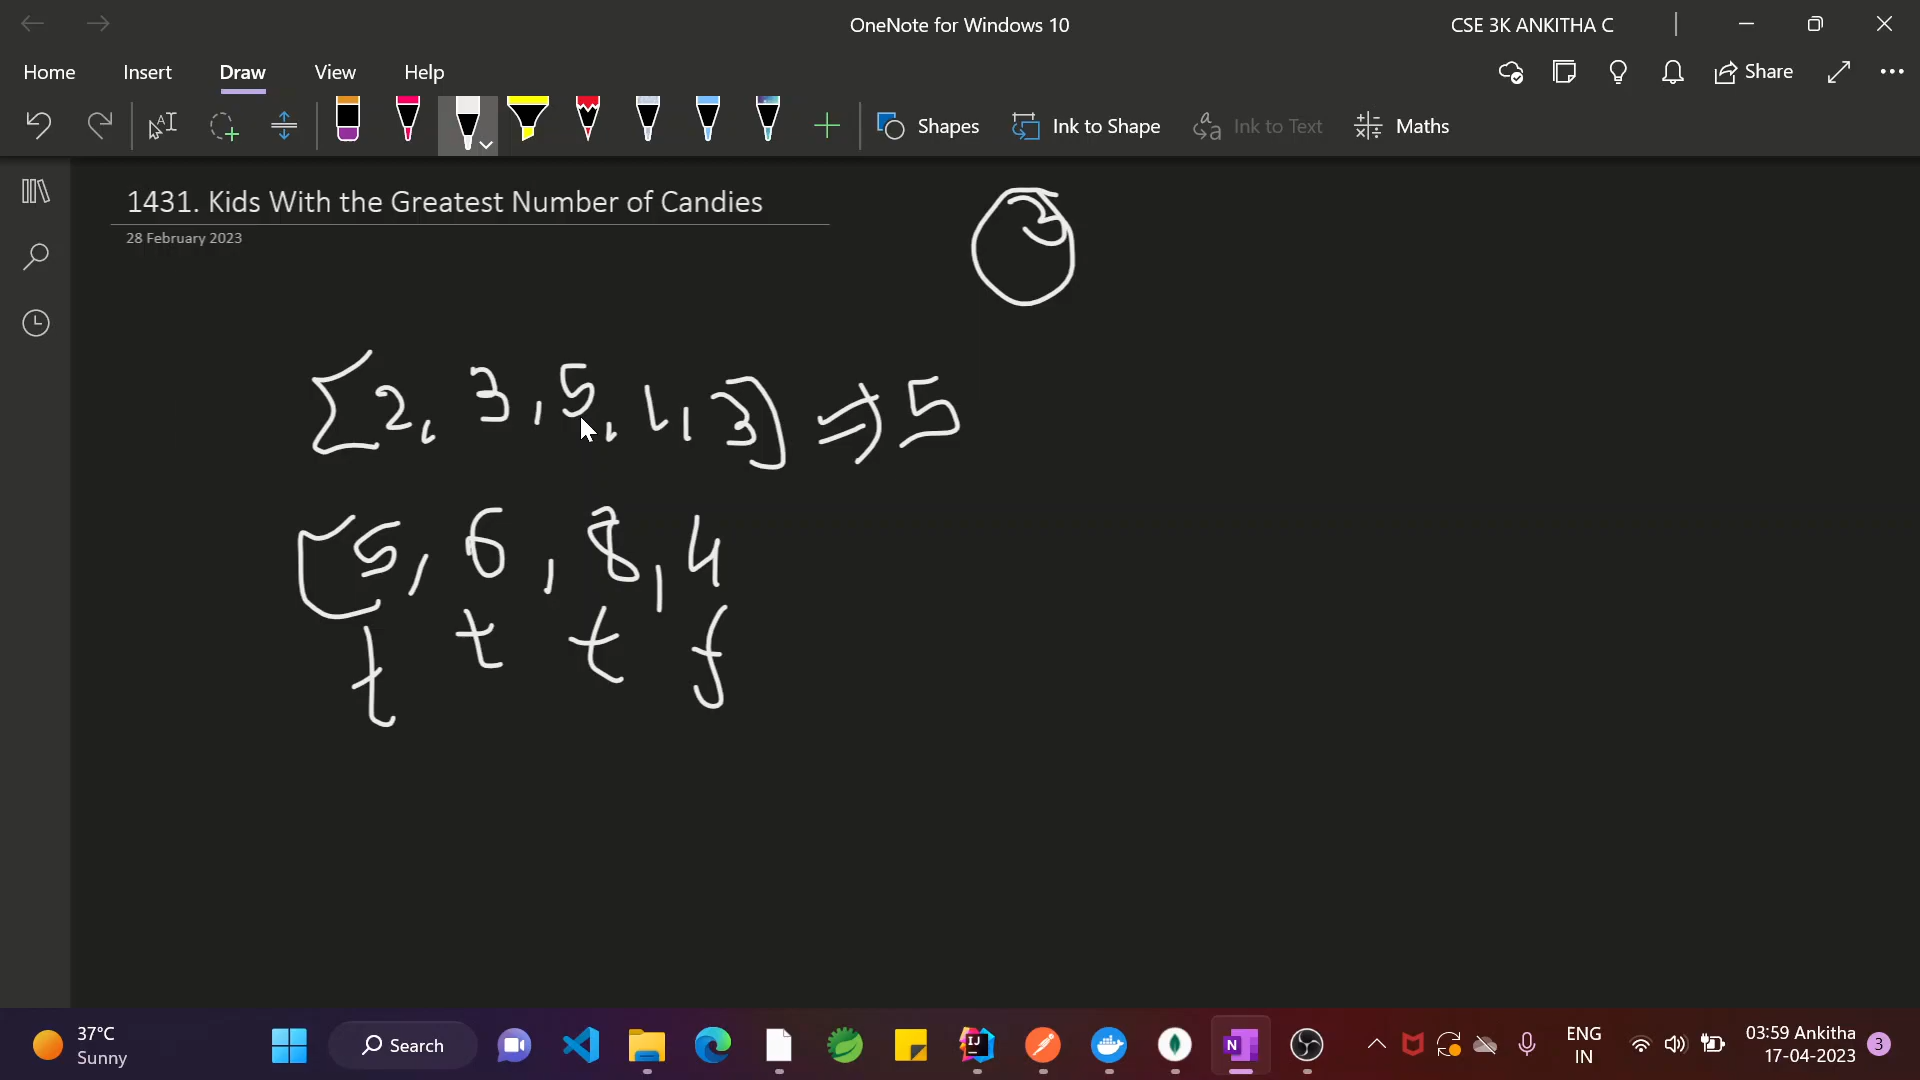 OneNote for Windows 10
CSE 3K ANKITHA C
Home Insert Draw View Help
Share
Shapes Ink to Shape Ink to Text Maths
1431. Kids With the Greatest Number of Candies
28 February 2023
3
[2, 3, 5, 1, 3] => 5
[5, 6, 8, 4
t t t f
37°C
Sunny
Search
ENG
IN
03:59 Ankitha
17-04-2023
3